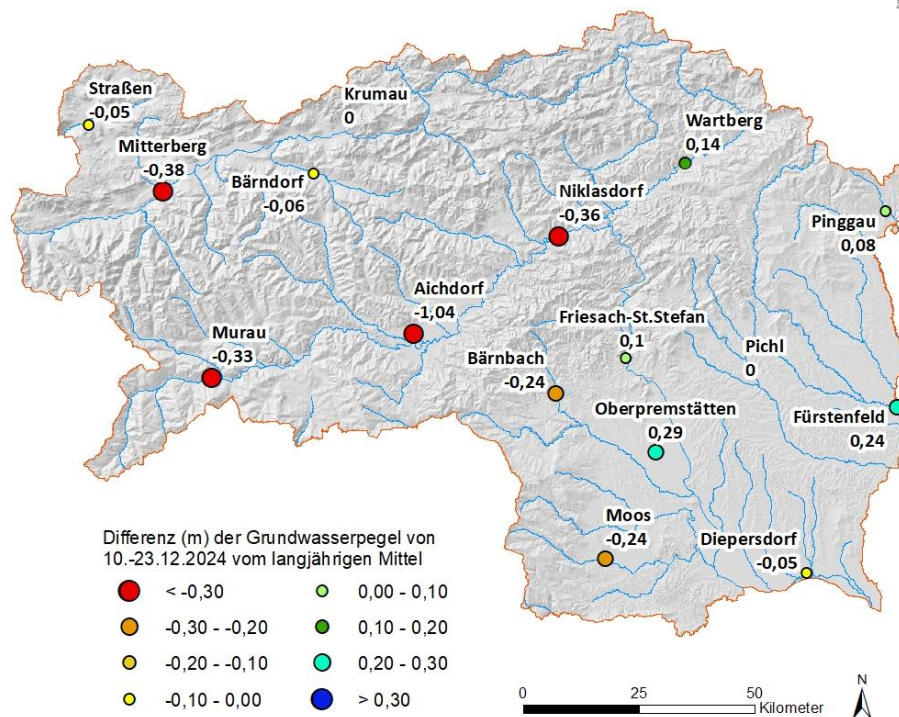 Straßen
-0,05
Krumau
0
Wartberg
0,14
Mitterberg
-0,38
Bärndorf
-0,06
Niklasdorf
-0,36
Pinggau
0,08
Aichdorf
-1,04
Friesach-St.Stefan
0,1
Murau
-0,33
Bärnbach
-0,24
Pichl
0
Oberpremstätten
0,29
Fürstenfeld
0,24
Moos
-0,24
Diepersdorf
-0,05
Differenz (m) der Grundwasserpegel von
10.-23.12.2024 vom langjährigen Mittel
< -0,30
0,00 - 0,10
-0,30 - -0,20
0,10 - 0,20
-0,20 - -0,10
0,20 - 0,30
-0,10 - 0,00
> 0,30
N
0 25 50
Kilometer